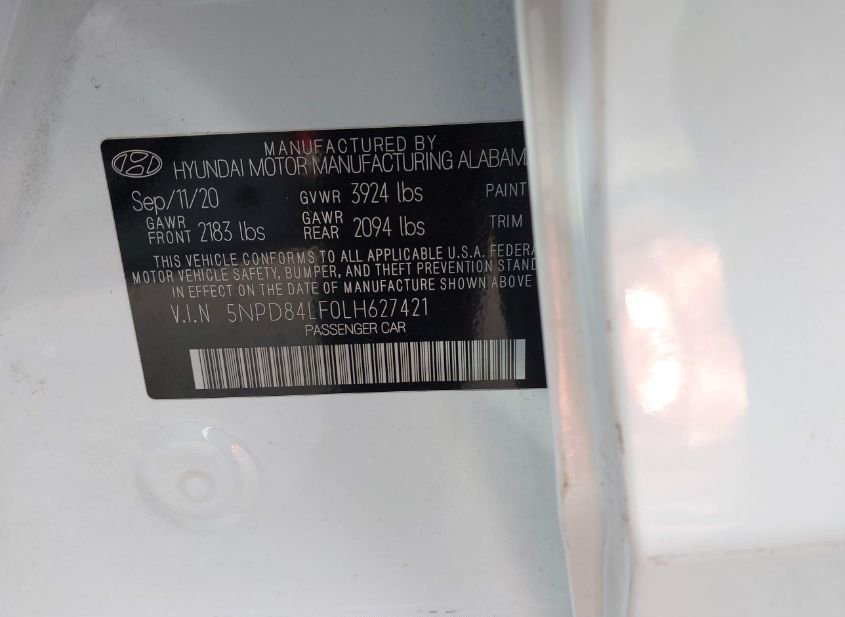 MANUFACTURED BY
HYUNDAI MOTOR MANUFACTURING ALABAMA
Sep/11/20 GVWR 3924 lbs PAINT
GAWR FRONT 2183 lbs GAWR REAR 2094 lbs TRIM
THIS VEHICLE CONFORMS TO ALL APPLICABLE U.S.A. FEDERA
MOTOR VEHICLE SAFETY, BUMPER, AND THEFT PREVENTION STAND
IN EFFECT ON THE DATE OF MANUFACTURE SHOWN ABOVE
V.I.N 5NPD84LF0LH627421
PASSENGER CAR